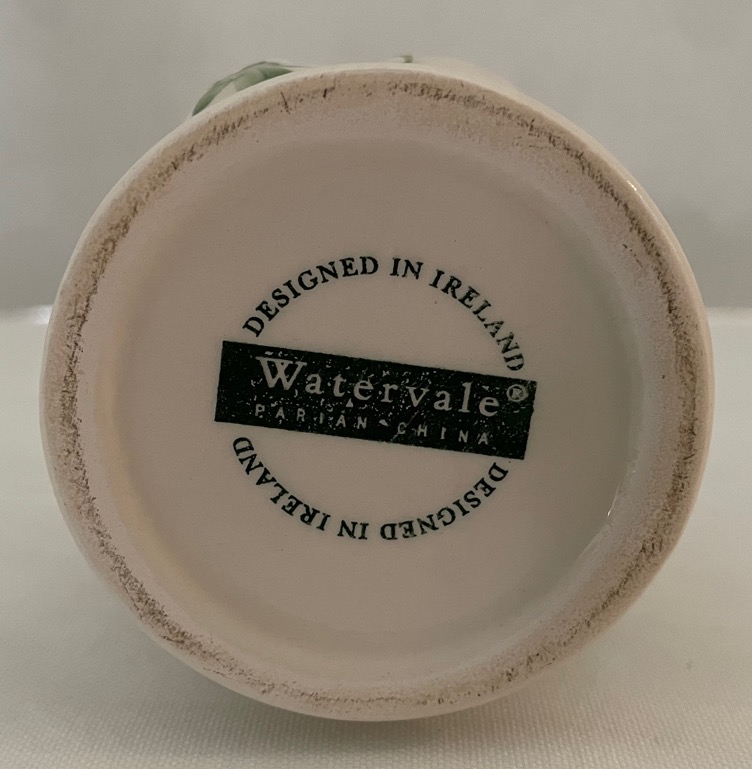 DESIGNED IN IRELAND
Watervale®
PARIAN CHINA
DESIGNED IN IRELAND